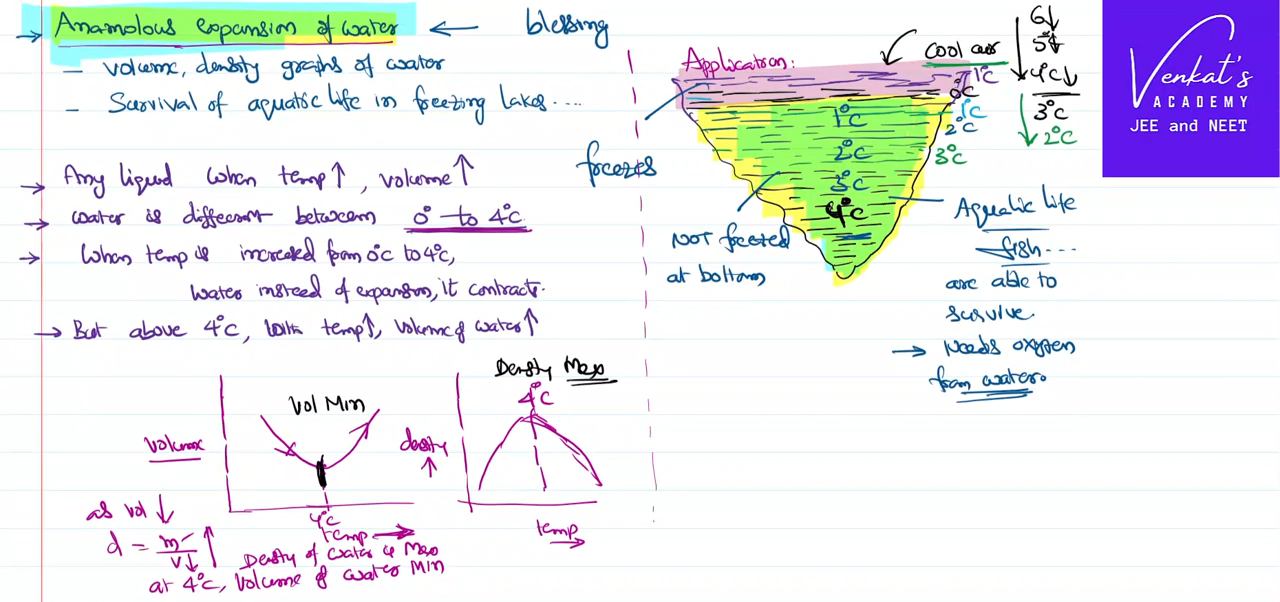 → Anamolous expansion of water ← blessing
- volume, density graphs of water
- Survival of aquatic life in freezing lakes....
→ Any liquid when temp↑, volume↑
→ water is different between 0° to 4°C
→ When temp is increased from 0°C to 4°C,
water instead of expansion, it contracts.
→ But above 4°C, with temp↑, volume of water↑
Vol Min
volume
4°C
temp →
Density Max
4°C
density ↑
temp →
as vol ↓
d = m/v↓ ↑
Density of water is Max
at 4°C, Volume of water MIN
Application:
cool air
6↓
5↓
4°C↓
3°C
2°C
1°C
0°C
1°C
2°C
3°C
1°C
2°C
3°C
4°C
freezes
NOT freezed
at bottom
Aquatic life
fish...
are able to
survive.
→ Needs oxygen
from water.
Venkat's
ACADEMY
JEE and NEET